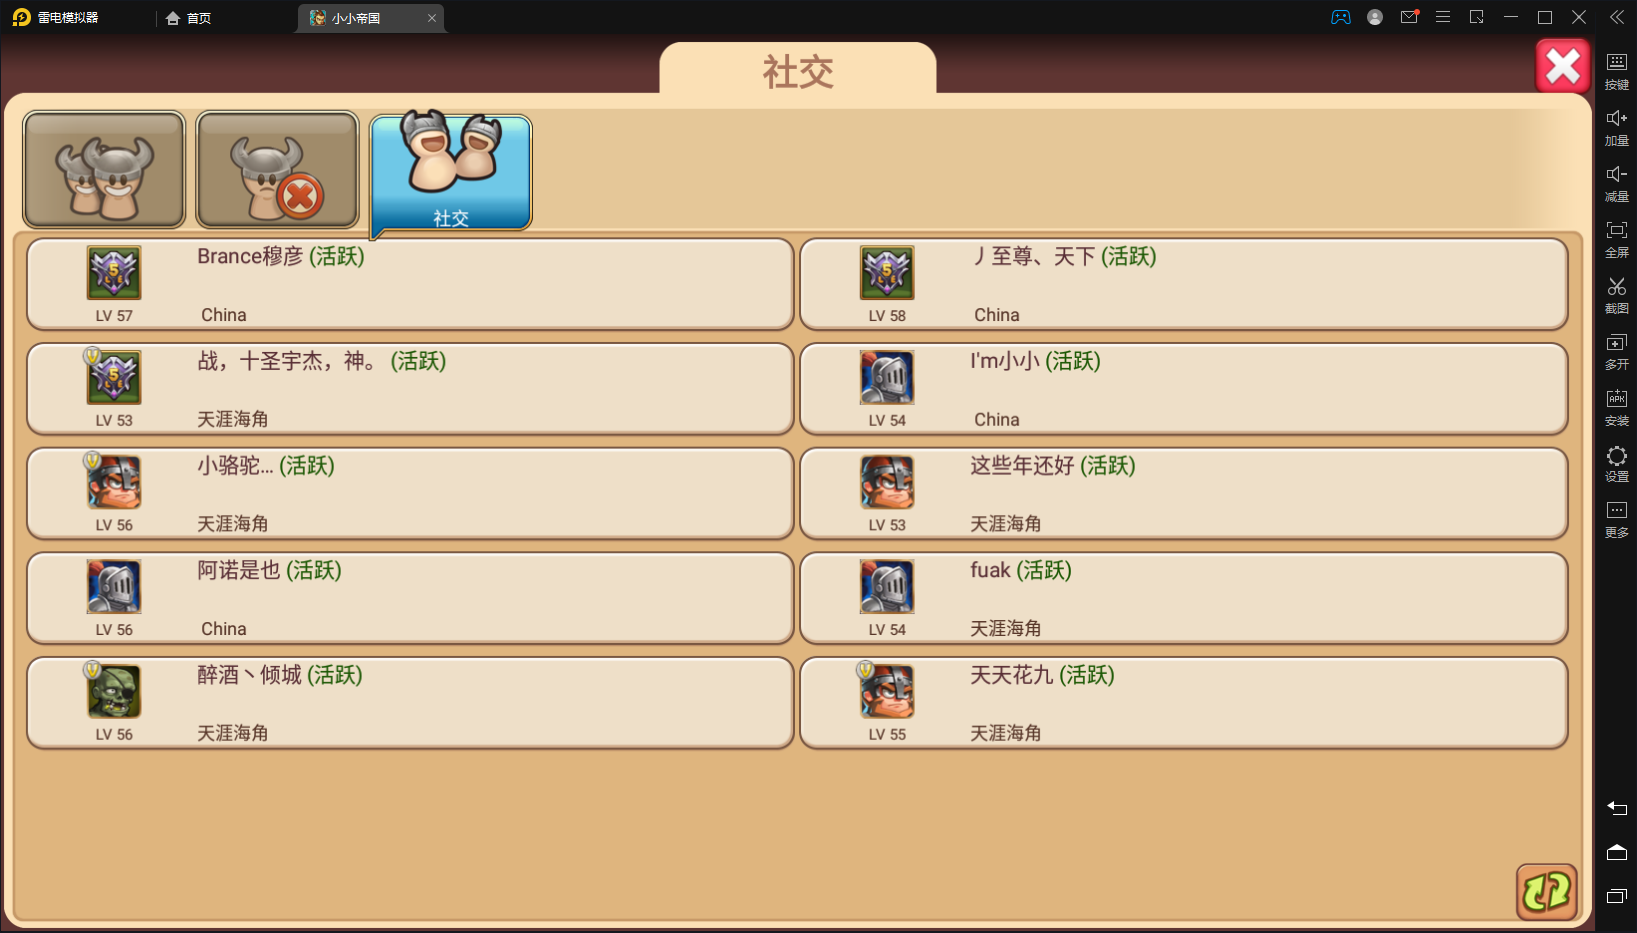 雷电模拟器
首页
小小帝国
社交
社交
Brance穆彦 (活跃)
LV 57
China
丿至尊、天下 (活跃)
LV 58
China
战，十圣宇杰，神。 (活跃)
LV 53
天涯海角
I'm小小 (活跃)
LV 54
China
小骆驼... (活跃)
LV 56
天涯海角
这些年还好 (活跃)
LV 53
天涯海角
阿诺是也 (活跃)
LV 56
China
fuak (活跃)
LV 54
天涯海角
醉酒丶倾城 (活跃)
LV 56
天涯海角
天天花九 (活跃)
LV 55
天涯海角
按键
加量
减量
全屏
截图
多开
APK
安装
设置
更多